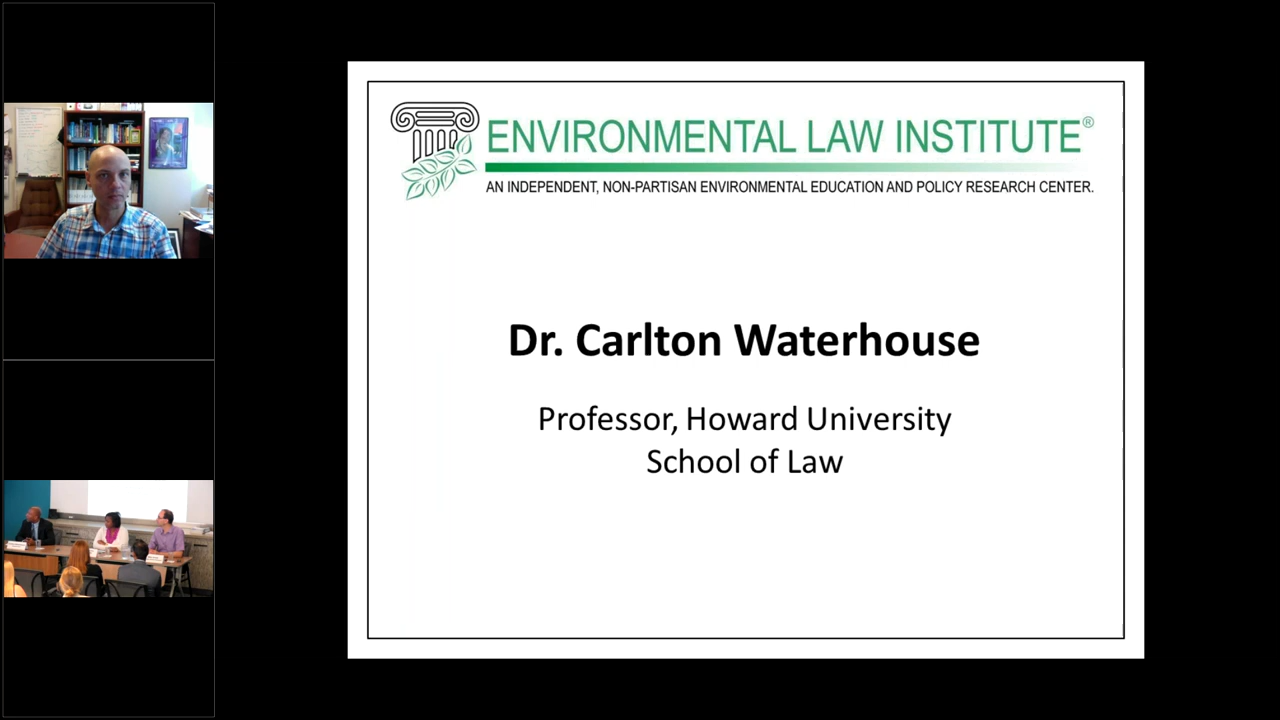 ENVIRONMENTAL LAW INSTITUTE®
AN INDEPENDENT, NON-PARTISAN ENVIRONMENTAL EDUCATION AND POLICY RESEARCH CENTER.
Dr. Carlton Waterhouse
Professor, Howard University
School of Law